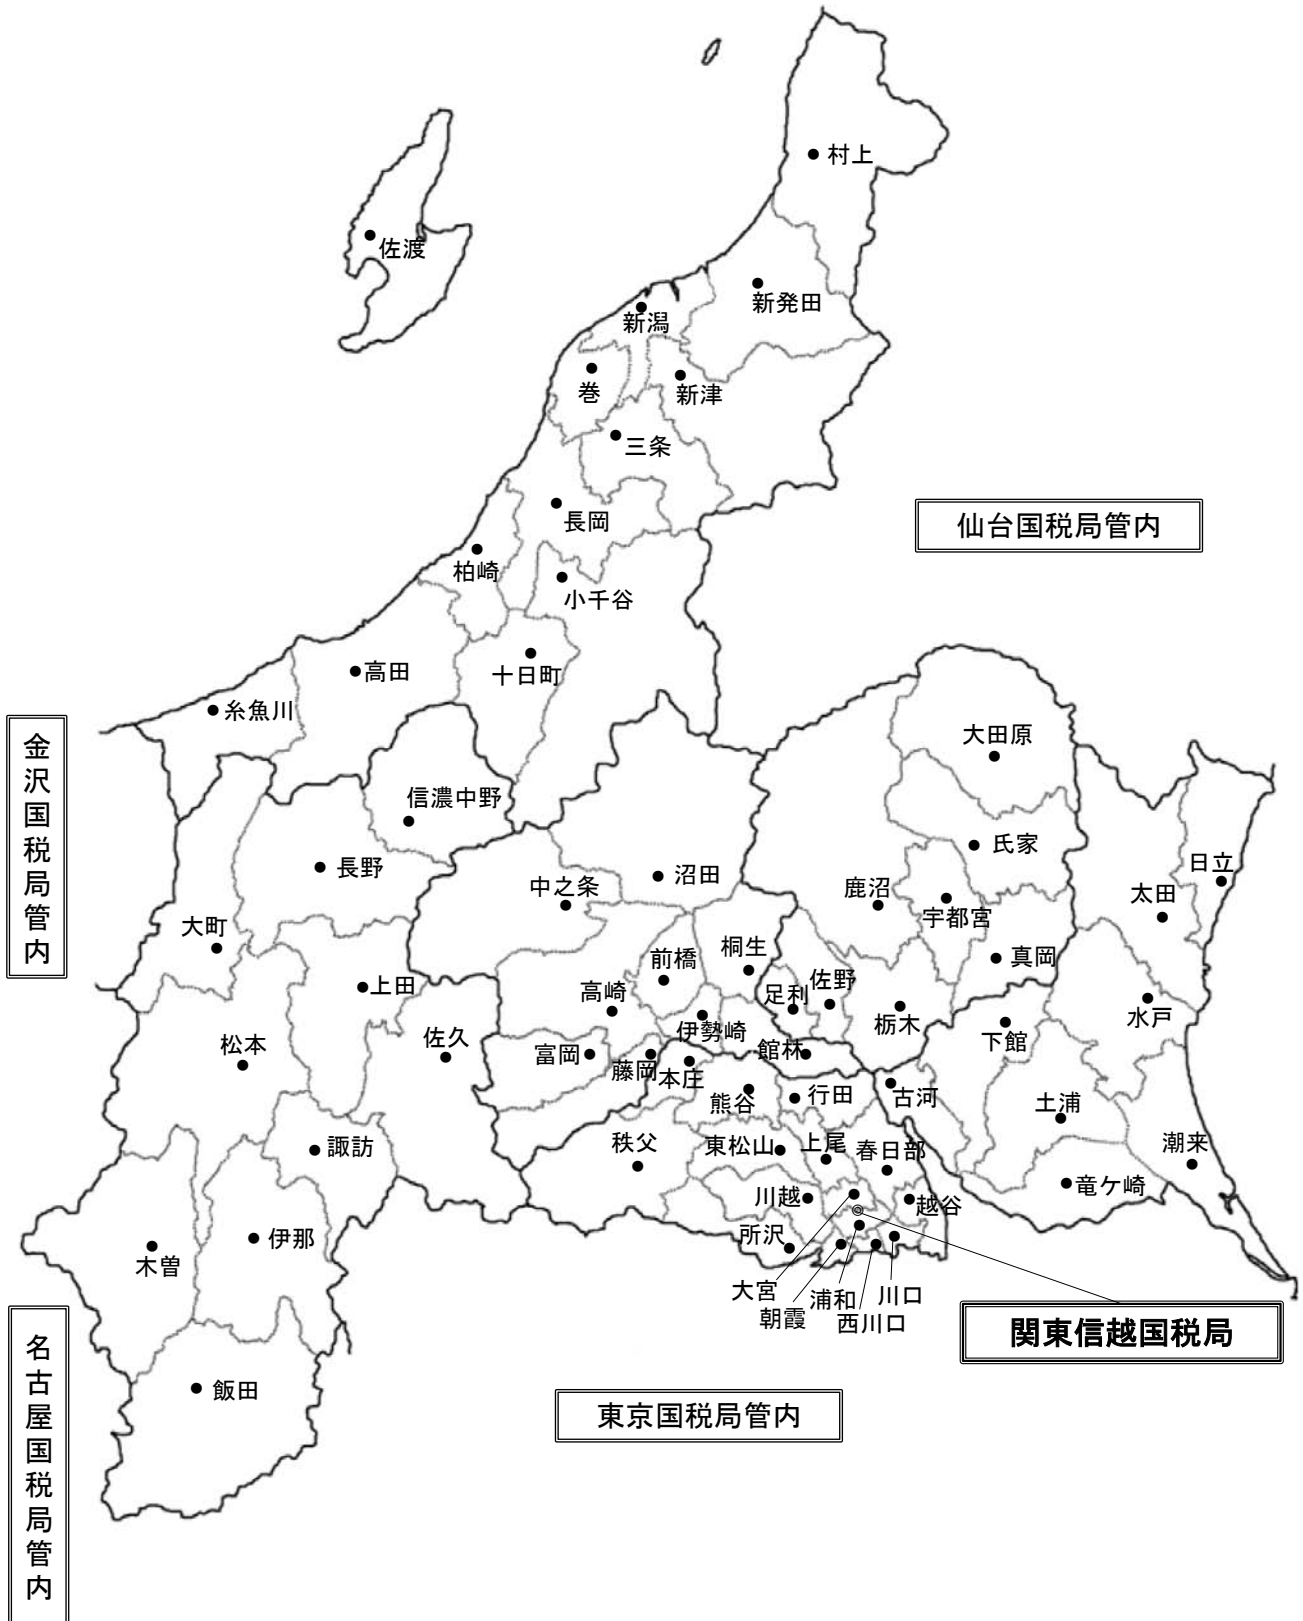 村上
佐渡
新発田
新潟
巻
新津
三条
長岡
仙台国税局管内
柏崎
小千谷
高田
十日町
糸魚川
金沢国税局管内
大田原
信濃中野
氏家
長野
沼田
日立
中之条
鹿沼
宇都宮
太田
大町
桐生
前橋
真岡
上田
高崎
足利
佐野
水戸
伊勢崎
栃木
下館
松本
佐久
富岡
藤岡
本庄
館林
熊谷
行田
古河
土浦
秩父
東松山
上尾
春日部
潮来
諏訪
川越
越谷
竜ケ崎
所沢
伊那
木曽
大宮
朝霞
浦和
西川口
川口
関東信越国税局
名古屋国税局管内
飯田
東京国税局管内